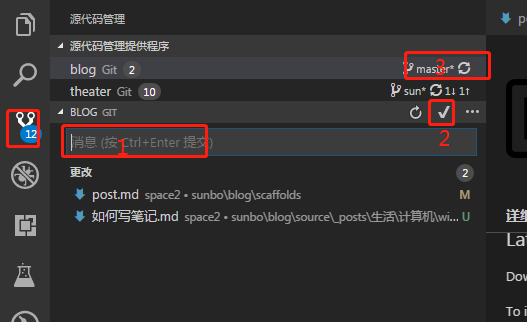 源代码管理
源代码管理提供程序
blog Git 2 master* 3
theater Git 10 sun* 1↓ 1↑
12
BLOG GIT
消息 (按 Ctrl+Enter 提交)
1
2
更改 2
post.md space2 • sunbo\blog\scaffolds M
如何写笔记.md space2 • sunbo\blog\source\_posts\生活\计算机\wi... U
详细
Dow
To i